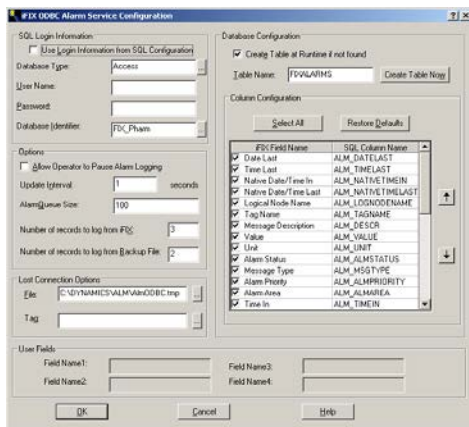 iFIX ODBC Alarm Service Configuration
SQL Login Information
Use Login Information from SQL Configuration
Database Type: Access
User Name:
Password:
Database Identifier: FIX_Pharn
Options
Allow Operator to Pause Alarm Logging
Update Interval: 1 seconds
Alarm Queue Size: 100
Number of records to log from iFIX: 3
Number of records to log from Backup File: 2
Lost Connection Options
File: C:\DYNAMICS\ALM\AlmODBC.tmp
Tag:
Database Configuration
Create Table at Runtime if not found
Table Name: FIXALARMS Create Table Now
Column Configuration
Select All Restore Defaults
iFIX Field Name SQL Column Name
Date Last ALM_DATELAST
Time Last ALM_TIMELAST
Native Date/Time In ALM_NATIVETIMEIN
Native Date/Time Last ALM_NATIVETIMELAST
Logical Node Name ALM_LOGNODENAME
Tag Name ALM_TAGNAME
Message Description ALM_DESCR
Value ALM_VALUE
Unit ALM_UNIT
Alarm Status ALM_ALMSTATUS
Message Type ALM_MSGTYPE
Alarm Priority ALM_ALMPRIORITY
Alarm Area ALM_ALMAREA
Time In ALM_TIMEIN
User Fields
Field Name1: Field Name3:
Field Name2: Field Name4:
OK Cancel Help